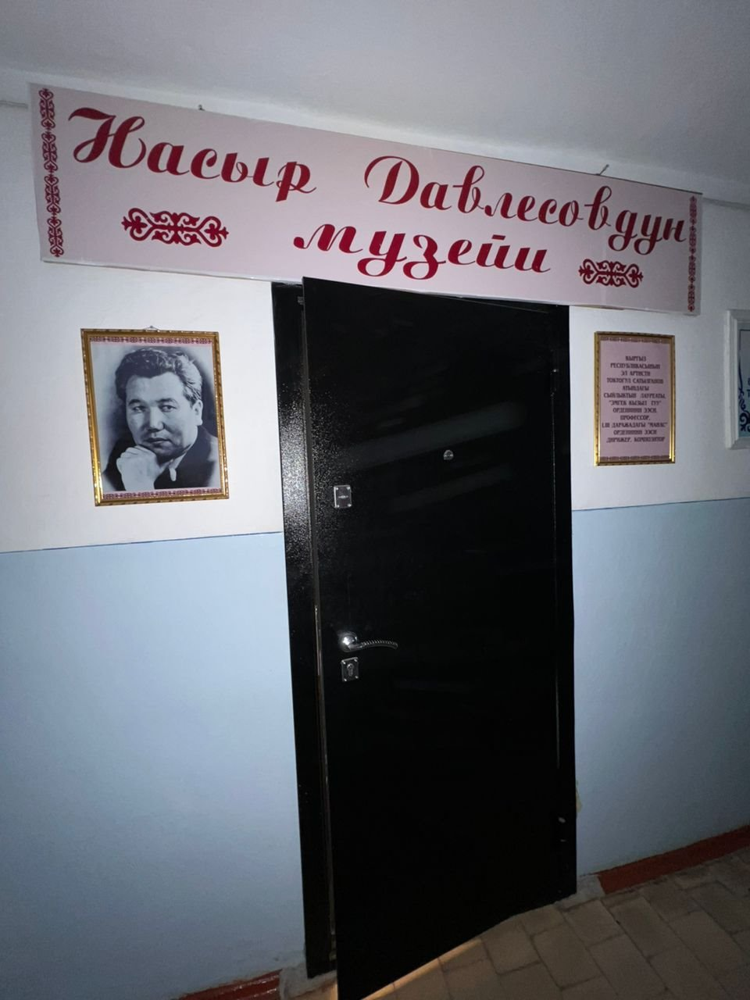 Насыр Давлесовдун
музейи
КЫРГЫЗ
РЕСПУБЛИКАСЫНЫН
ЭЛ АРТИСТИ
ТОКТОГУЛ САТЫЛГАНОВ
АТЫНДАГЫ
СЫЙЛЫКТЫН ЛАУРЕАТЫ,
"ЭМГЕК КЫЗЫЛ ТУУ"
ОРДЕНИНИН ЭЭСИ,
ПРОФЕССОР,
I,III ДАРАЖАДАГЫ "МАНАС"
ОРДЕНИНИН ЭЭСИ
ДИРИЖЕР, КОМПОЗИТОР